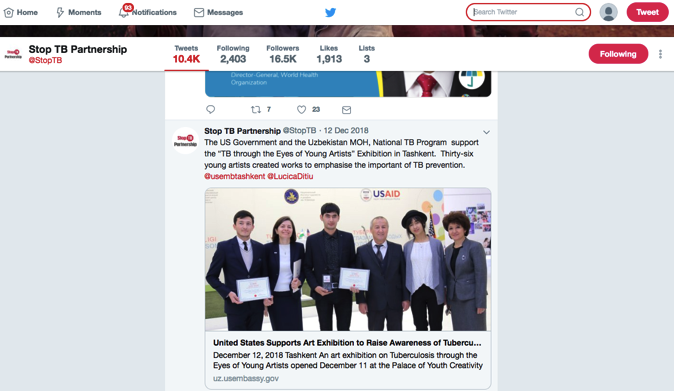 Home
Moments
93
Notifications
Messages
Search Twitter
Tweet
Stop TB Partnership
@StopTB
Tweets Following Followers Likes Lists
10.4K 2,403 16.5K 1,913 3
Following
Director-General, World Health
Organization
7
23
Stop TB Partnership @StopTB · 12 Dec 2018
The US Government and the Uzbekistan MOH, National TB Program support
the “TB through the Eyes of Young Artists” Exhibition in Tashkent. Thirty-six
young artists created works to emphasise the important of TB prevention.
@usembtashkent @LucicaDitiu
USAID
United States Supports Art Exhibition to Raise Awareness of Tubercu...
December 12, 2018 Tashkent An art exhibition on Tuberculosis through the
Eyes of Young Artists opened December 11 at the Palace of Youth Creativity
uz.usembassy.gov